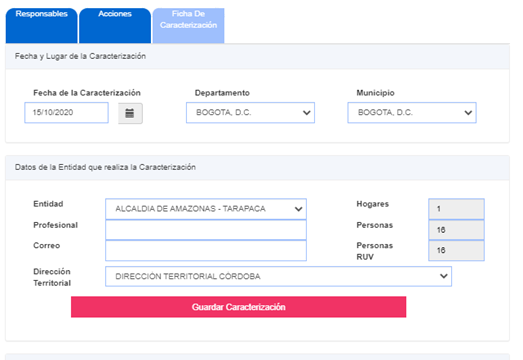 Responsables Acciones Ficha De
Caracterización
Fecha y Lugar de la Caracterización
Fecha de la Caracterización Departamento Municipio
15/10/2020 BOGOTA, D.C. BOGOTA, D.C.
Datos de la Entidad que realiza la Caracterización
Entidad ALCALDIA DE AMAZONAS - TARAPACA Hogares 1
Profesional Personas 16
Correo Personas 16
RUV
Dirección DIRECCIÓN TERRITORIAL CÓRDOBA
Territorial
Guardar Caracterización